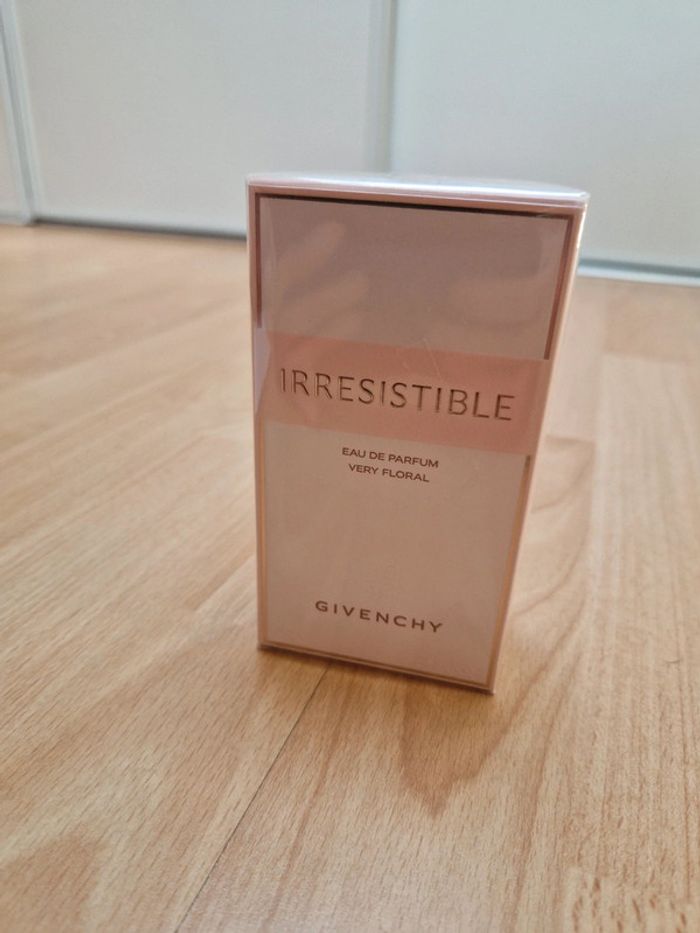 IRRESISTIBLE
EAU DE PARFUM
VERY FLORAL
GIVENCHY